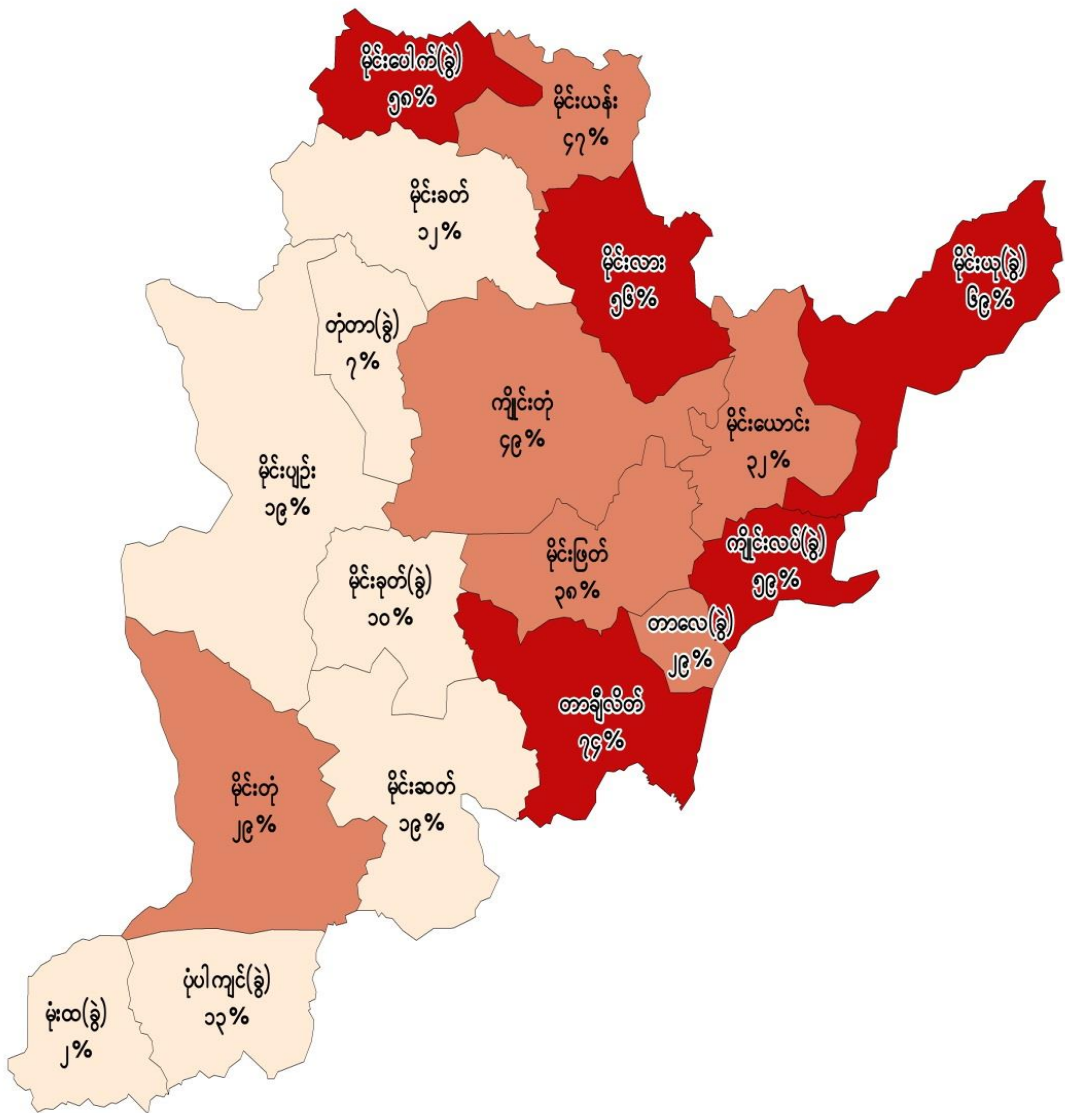 မိုင်းပေါက်(ခွဲ)
၅၈%
မိုင်းယန်း
၄၇%
မိုင်းခတ်
၁၂%
မိုင်းလား
၅၆%
မိုင်းယု(ခွဲ)
၆၉%
တုံတာ(ခွဲ)
၇%
ကျိုင်းတုံ
၄၉%
မိုင်းယောင်း
၃၂%
မိုင်းပျဉ်း
၁၉%
မိုင်းဖြတ်
၃၈%
ကျိုင်းလပ်(ခွဲ)
၅၉%
မိုင်းခုတ်(ခွဲ)
၁၀%
တာလေ(ခွဲ)
၂၉%
တာချီလိတ်
၇၄%
မိုင်းတုံ
၂၉%
မိုင်းဆတ်
၁၉%
ပုံပါကျင်(ခွဲ)
၁၃%
မုံးထ(ခွဲ)
၂%